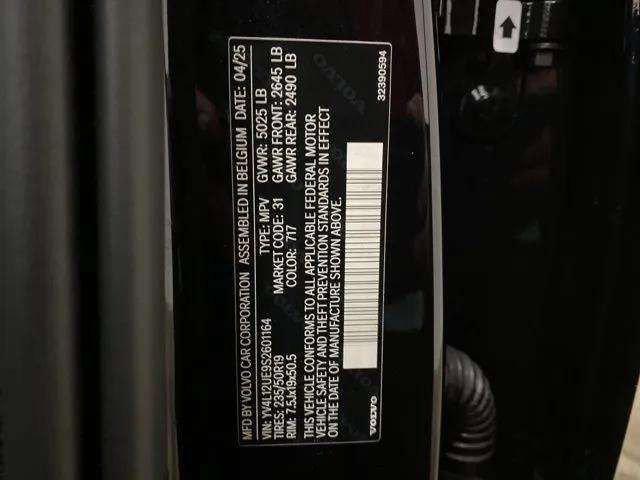 MFD BY VOLVO CAR CORPORATION ASSEMBLED IN BELGIUM DATE: 04/25
VIN: YV4L12UE9S2601164 TYPE: MPV GVWR: 5025 LB
TIRES: 235/50R19 MARKET CODE: 31 GAWR FRONT: 2645 LB
RIM: 7.5Jx19x50.5 COLOR: 717 GAWR REAR: 2490 LB
THIS VEHICLE CONFORMS TO ALL APPLICABLE FEDERAL MOTOR
VEHICLE SAFETY AND THEFT PREVENTION STANDARDS IN EFFECT
ON THE DATE OF MANUFACTURE SHOWN ABOVE.
VOLVO 32390594